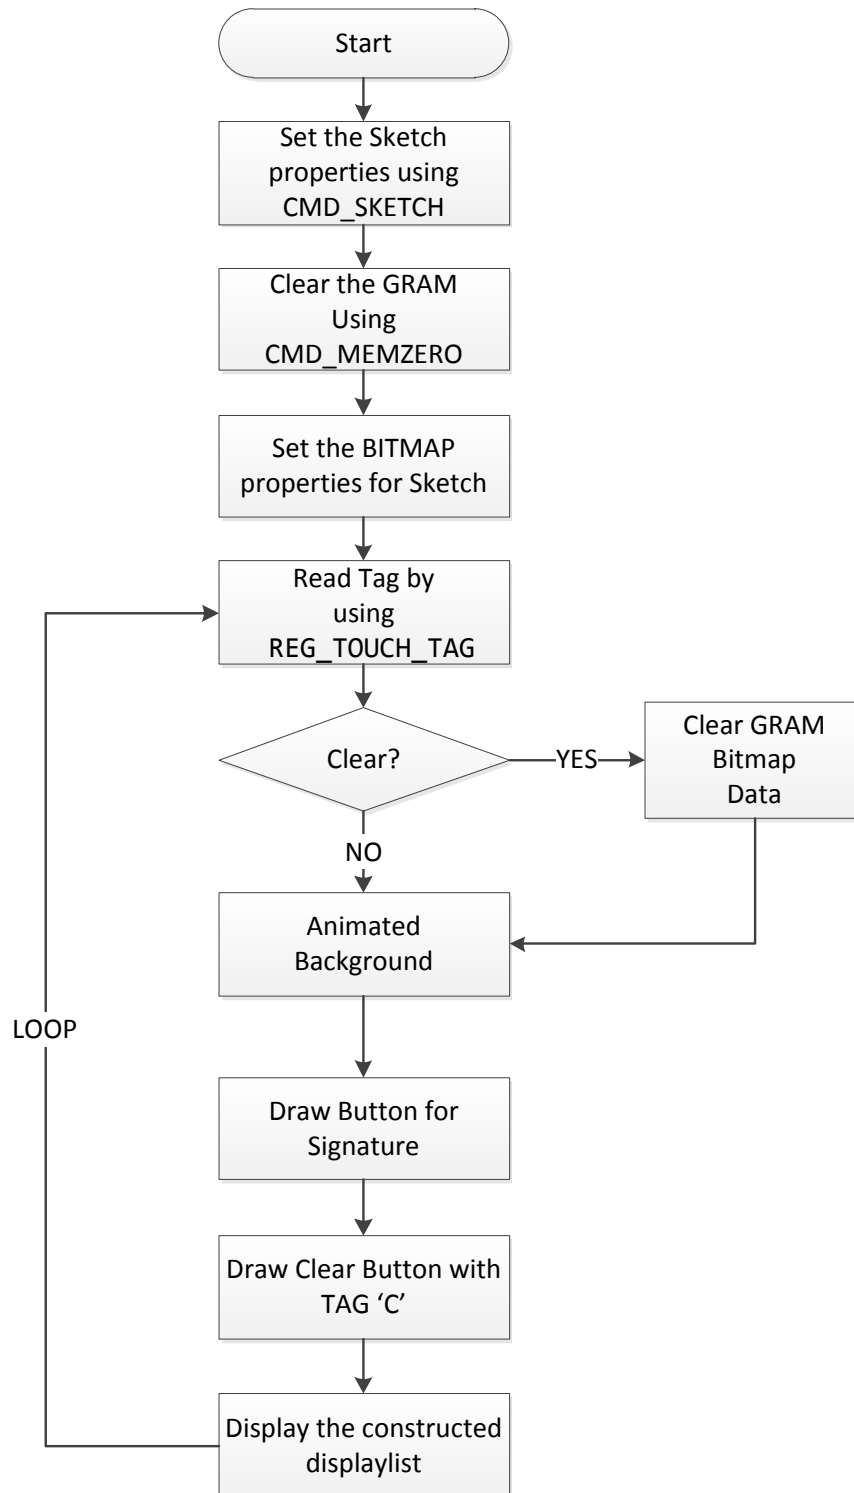 Start
Set the Sketch
properties using
CMD_SKETCH
Clear the GRAM
Using
CMD_MEMZERO
Set the BITMAP
properties for Sketch
Read Tag by
using
REG_TOUCH_TAG
Clear?
YES
Clear GRAM
Bitmap
Data
NO
Animated
Background
LOOP
Draw Button for
Signature
Draw Clear Button with
TAG ‘C’
Display the constructed
displaylist